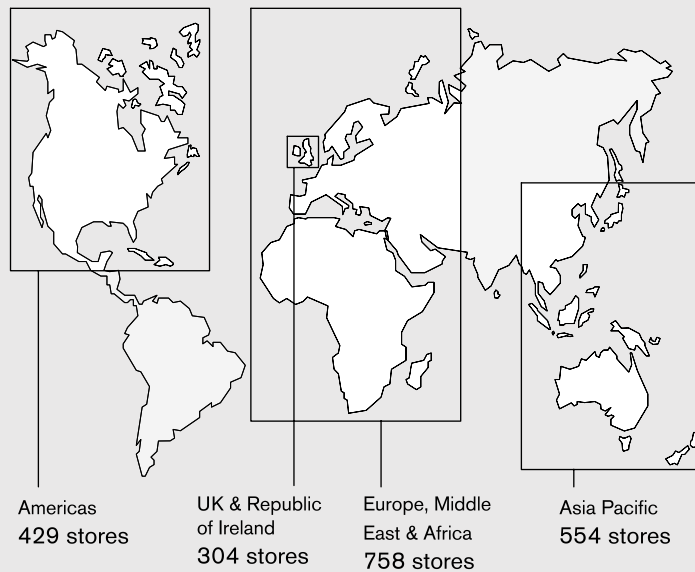 Americas
429 stores
UK & Republic
of Ireland
304 stores
Europe, Middle
East & Africa
758 stores
Asia Pacific
554 stores